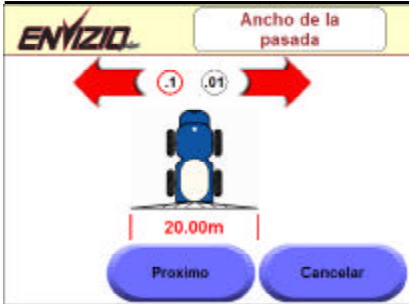 ENVIZIO
Ancho de la
pasada
.1 .01
20.00m
Proximo Cancelar